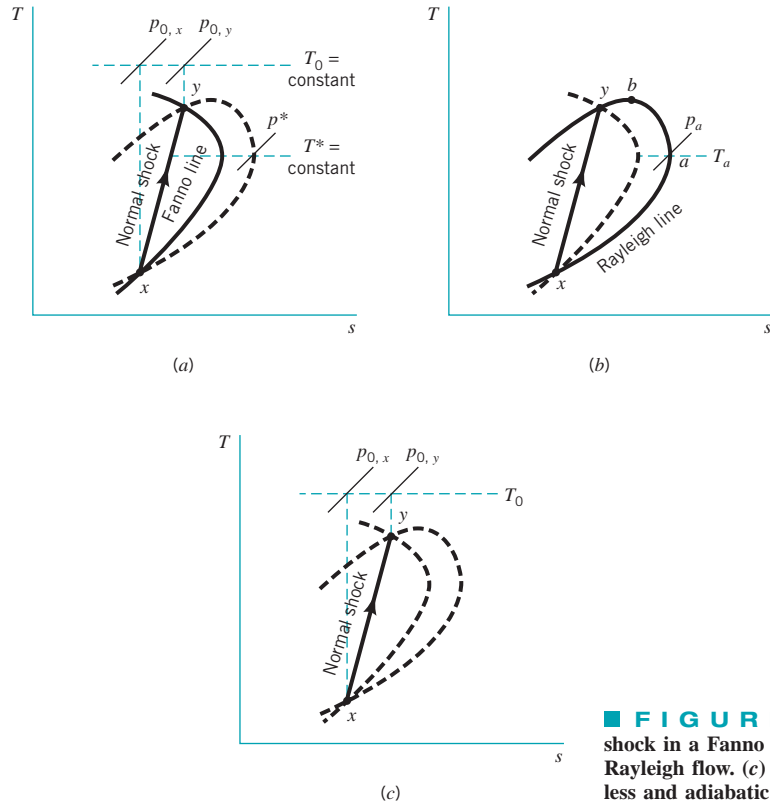 T
p0, x
p0, y
T0 =
constant
y
p*
T* =
constant
Normal shock
Fanno line
x
s
(a)
T
y
b
pa
a
Ta
Normal shock
Rayleigh line
x
s
(b)
T
p0, x
p0, y
T0
y
Normal shock
x
s
(c)
FIGUR
shock in a Fanno
Rayleigh flow. (c)
less and adiabatic